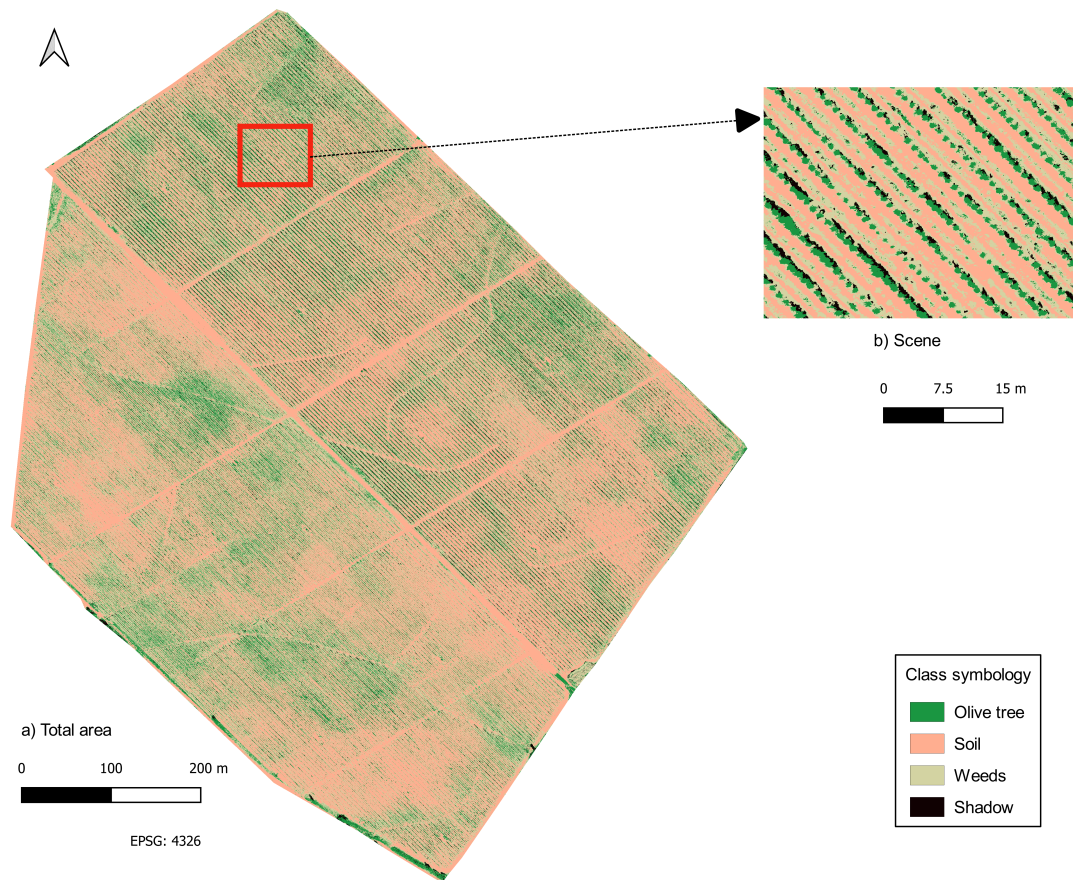 b) Scene
0 7.5 15 m
Class symbology
Olive tree
Soil
Weeds
Shadow
a) Total area
0 100 200 m
EPSG: 4326